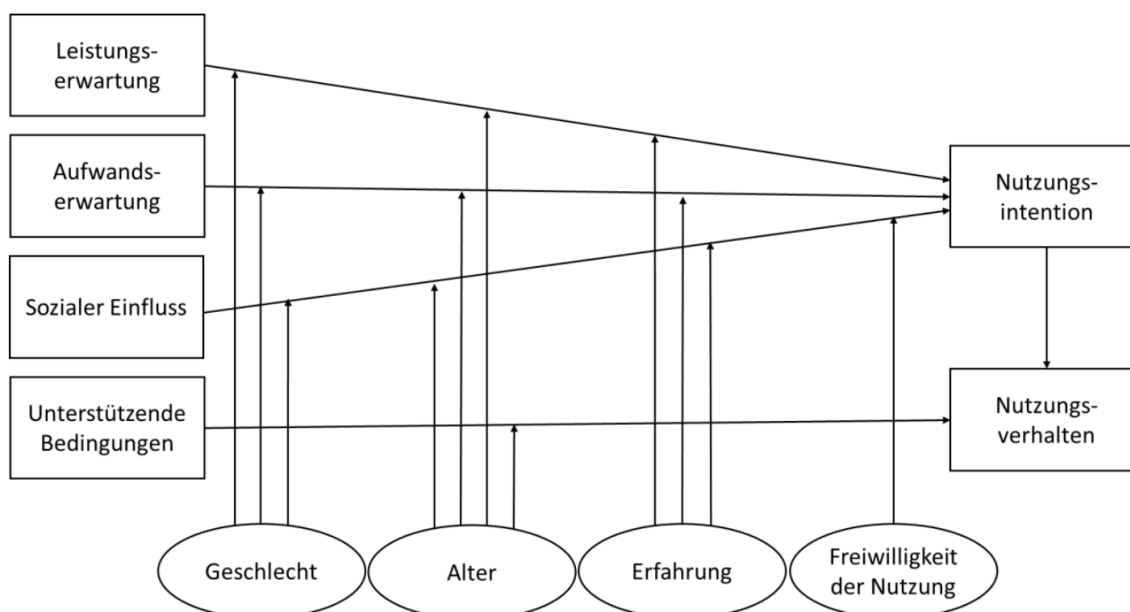 Leistungs-
erwartung
Aufwands-
erwartung
Sozialer Einfluss
Unterstützende
Bedingungen
Nutzungs-
intention
Nutzungs-
verhalten
Geschlecht
Alter
Erfahrung
Freiwilligkeit
der Nutzung